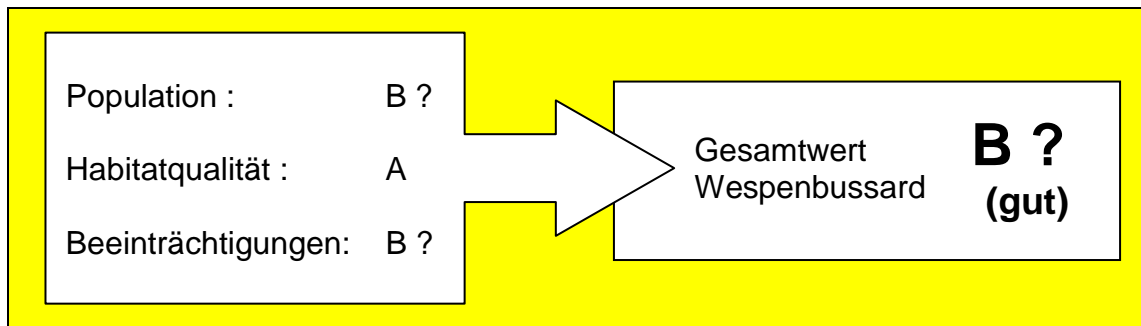 Population : B ?
Habitatqualität : A
Beeinträchtigungen: B ?
Gesamtwert
Wespenbussard
B ?
(gut)